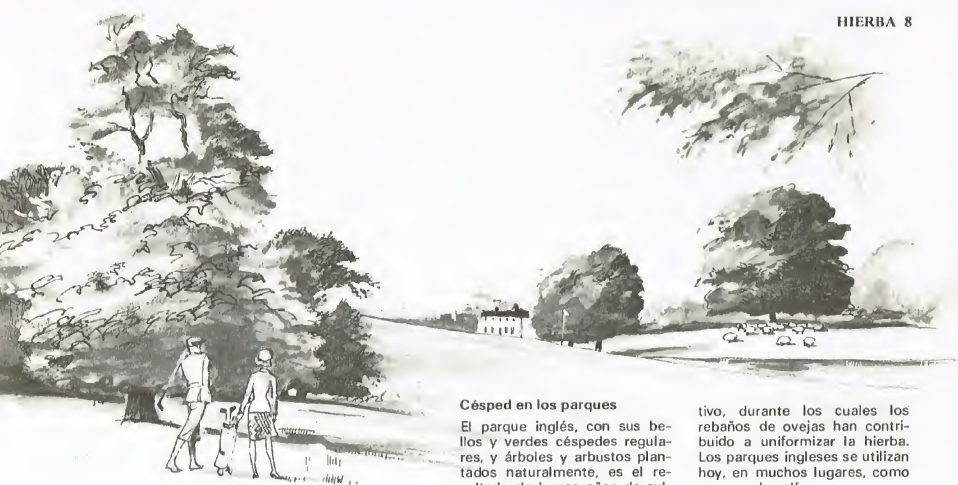 HIERBA 8
Césped en los parques
El parque inglés, con sus be-
llos y verdes céspedes regula-
res, y árboles y arbustos plan-
tados naturalmente, es el re-
tivo, durante los cuales los
rebaños de ovejas han contri-
buido a uniformizar la hierba.
Los parques ingleses se utilizan
hoy, en muchos lugares, como